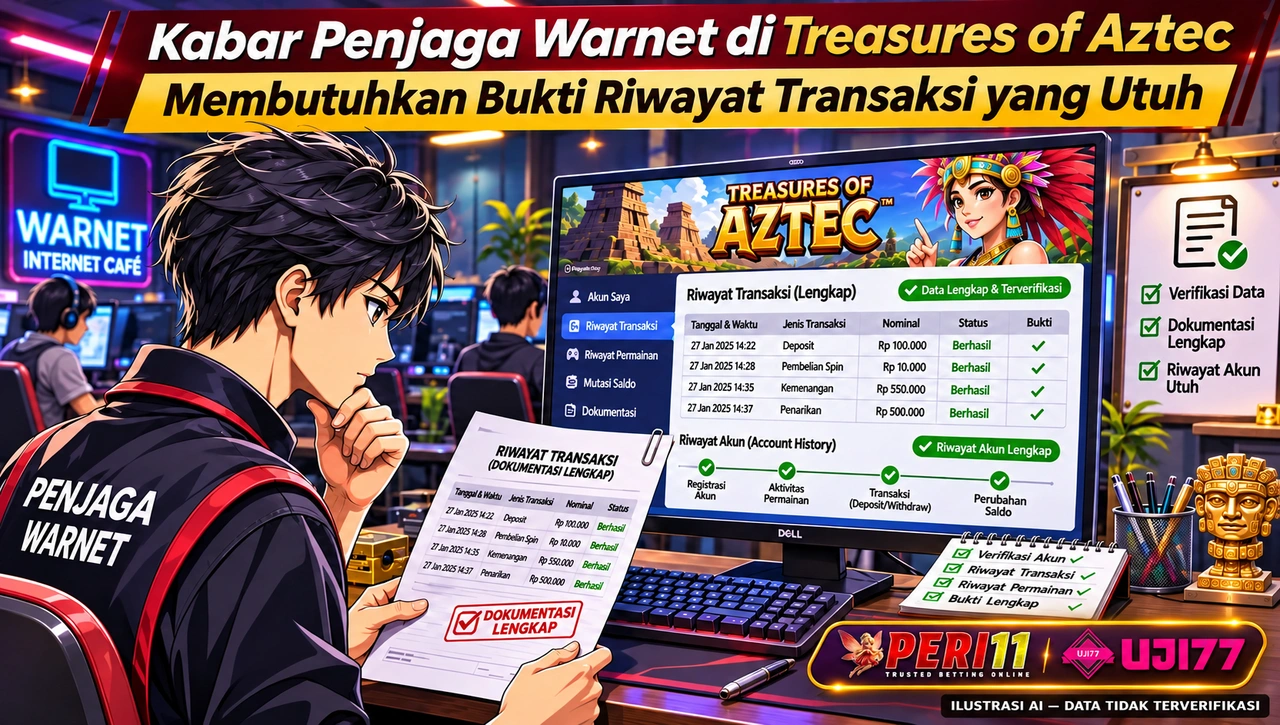 Kabar Penjaga Warnet di Treasures of Aztec
Membutuhkan Bukti Riwayat Transaksi yang Utuh
WARNET
INTERNET CAFÉ
PENJAGA
WARNET
RIWAYAT TRANSAKSI
(DOKUMENTASI LENGKAP)
Tanggal & Waktu Jenis Transaksi Nominal Status
27 Jan 2025 14:22 Deposit Rp 100.000 Berhasil
27 Jan 2025 14:28 Pembelian Spin Rp 10.000 Berhasil
27 Jan 2025 14:35 Kemenangan Rp 550.000 Berhasil
27 Jan 2025 14:37 Penarikan Rp 500.000 Berhasil
DOKUMENTASI
LENGKAP
TREASURES OF
AZTEC™
Akun Saya
Riwayat Transaksi
Riwayat Permainan
Mutasi Saldo
Dokumentasi
Riwayat Transaksi (Lengkap)
Data Lengkap & Terverifikasi
Tanggal & Waktu Jenis Transaksi Nominal Status Bukti
27 Jan 2025 14:22 Deposit Rp 100.000 Berhasil
27 Jan 2025 14:28 Pembelian Spin Rp 10.000 Berhasil
27 Jan 2025 14:35 Kemenangan Rp 550.000 Berhasil
27 Jan 2025 14:37 Penarikan Rp 500.000 Berhasil
Riwayat Akun (Account History)
Riwayat Akun Lengkap
Registrasi
Akun
Aktivitas
Permainan
Transaksi
(Deposit/Withdraw)
Perubahan
Saldo
DELL
Verifikasi Data
Dokumentasi
Lengkap
Riwayat Akun
Utuh
Verifikasi Akun
Riwayat Transaksi
Riwayat Permainan
Bukti Lengkap
PERI11
TRUSTED BETTING ONLINE
UJI77
UJI77
ILUSTRASI AI — DATA TIDAK TERVERIFIKASI